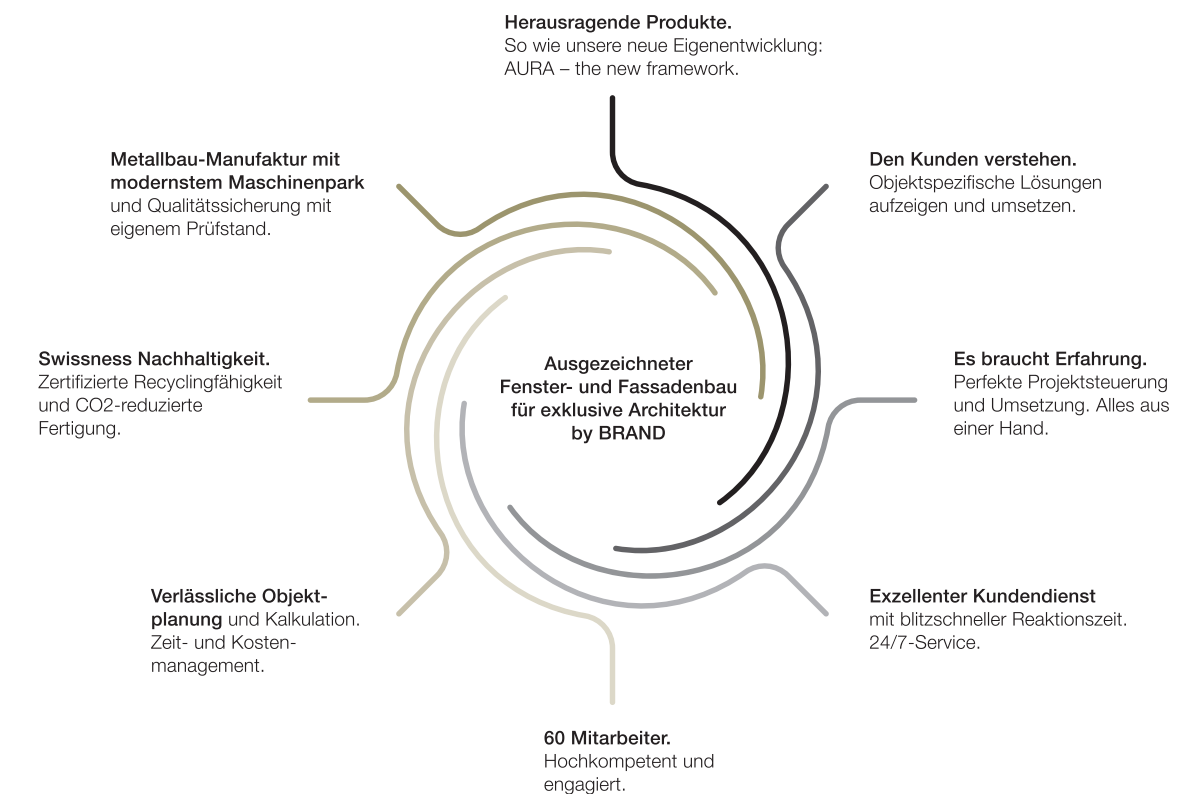 Herausragende Produkte.
So wie unsere neue Eigenentwicklung:
AURA – the new framework.
Metallbau-Manufaktur mit
modernstem Maschinenpark
und Qualitätssicherung mit
eigenem Prüfstand.
Den Kunden verstehen.
Objektspezifische Lösungen
aufzeigen und umsetzen.
Swissness Nachhaltigkeit.
Zertifizierte Recyclingfähigkeit
und CO2-reduzierte
Fertigung.
Ausgezeichneter
Fenster- und Fassadenbau
für exklusive Architektur
by BRAND
Es braucht Erfahrung.
Perfekte Projektsteuerung
und Umsetzung. Alles aus
einer Hand.
Verlässliche Objekt-
planung und Kalkulation.
Zeit- und Kosten-
management.
Exzellenter Kundendienst
mit blitzschneller Reaktionszeit.
24/7-Service.
60 Mitarbeiter.
Hochkompetent und
engagiert.